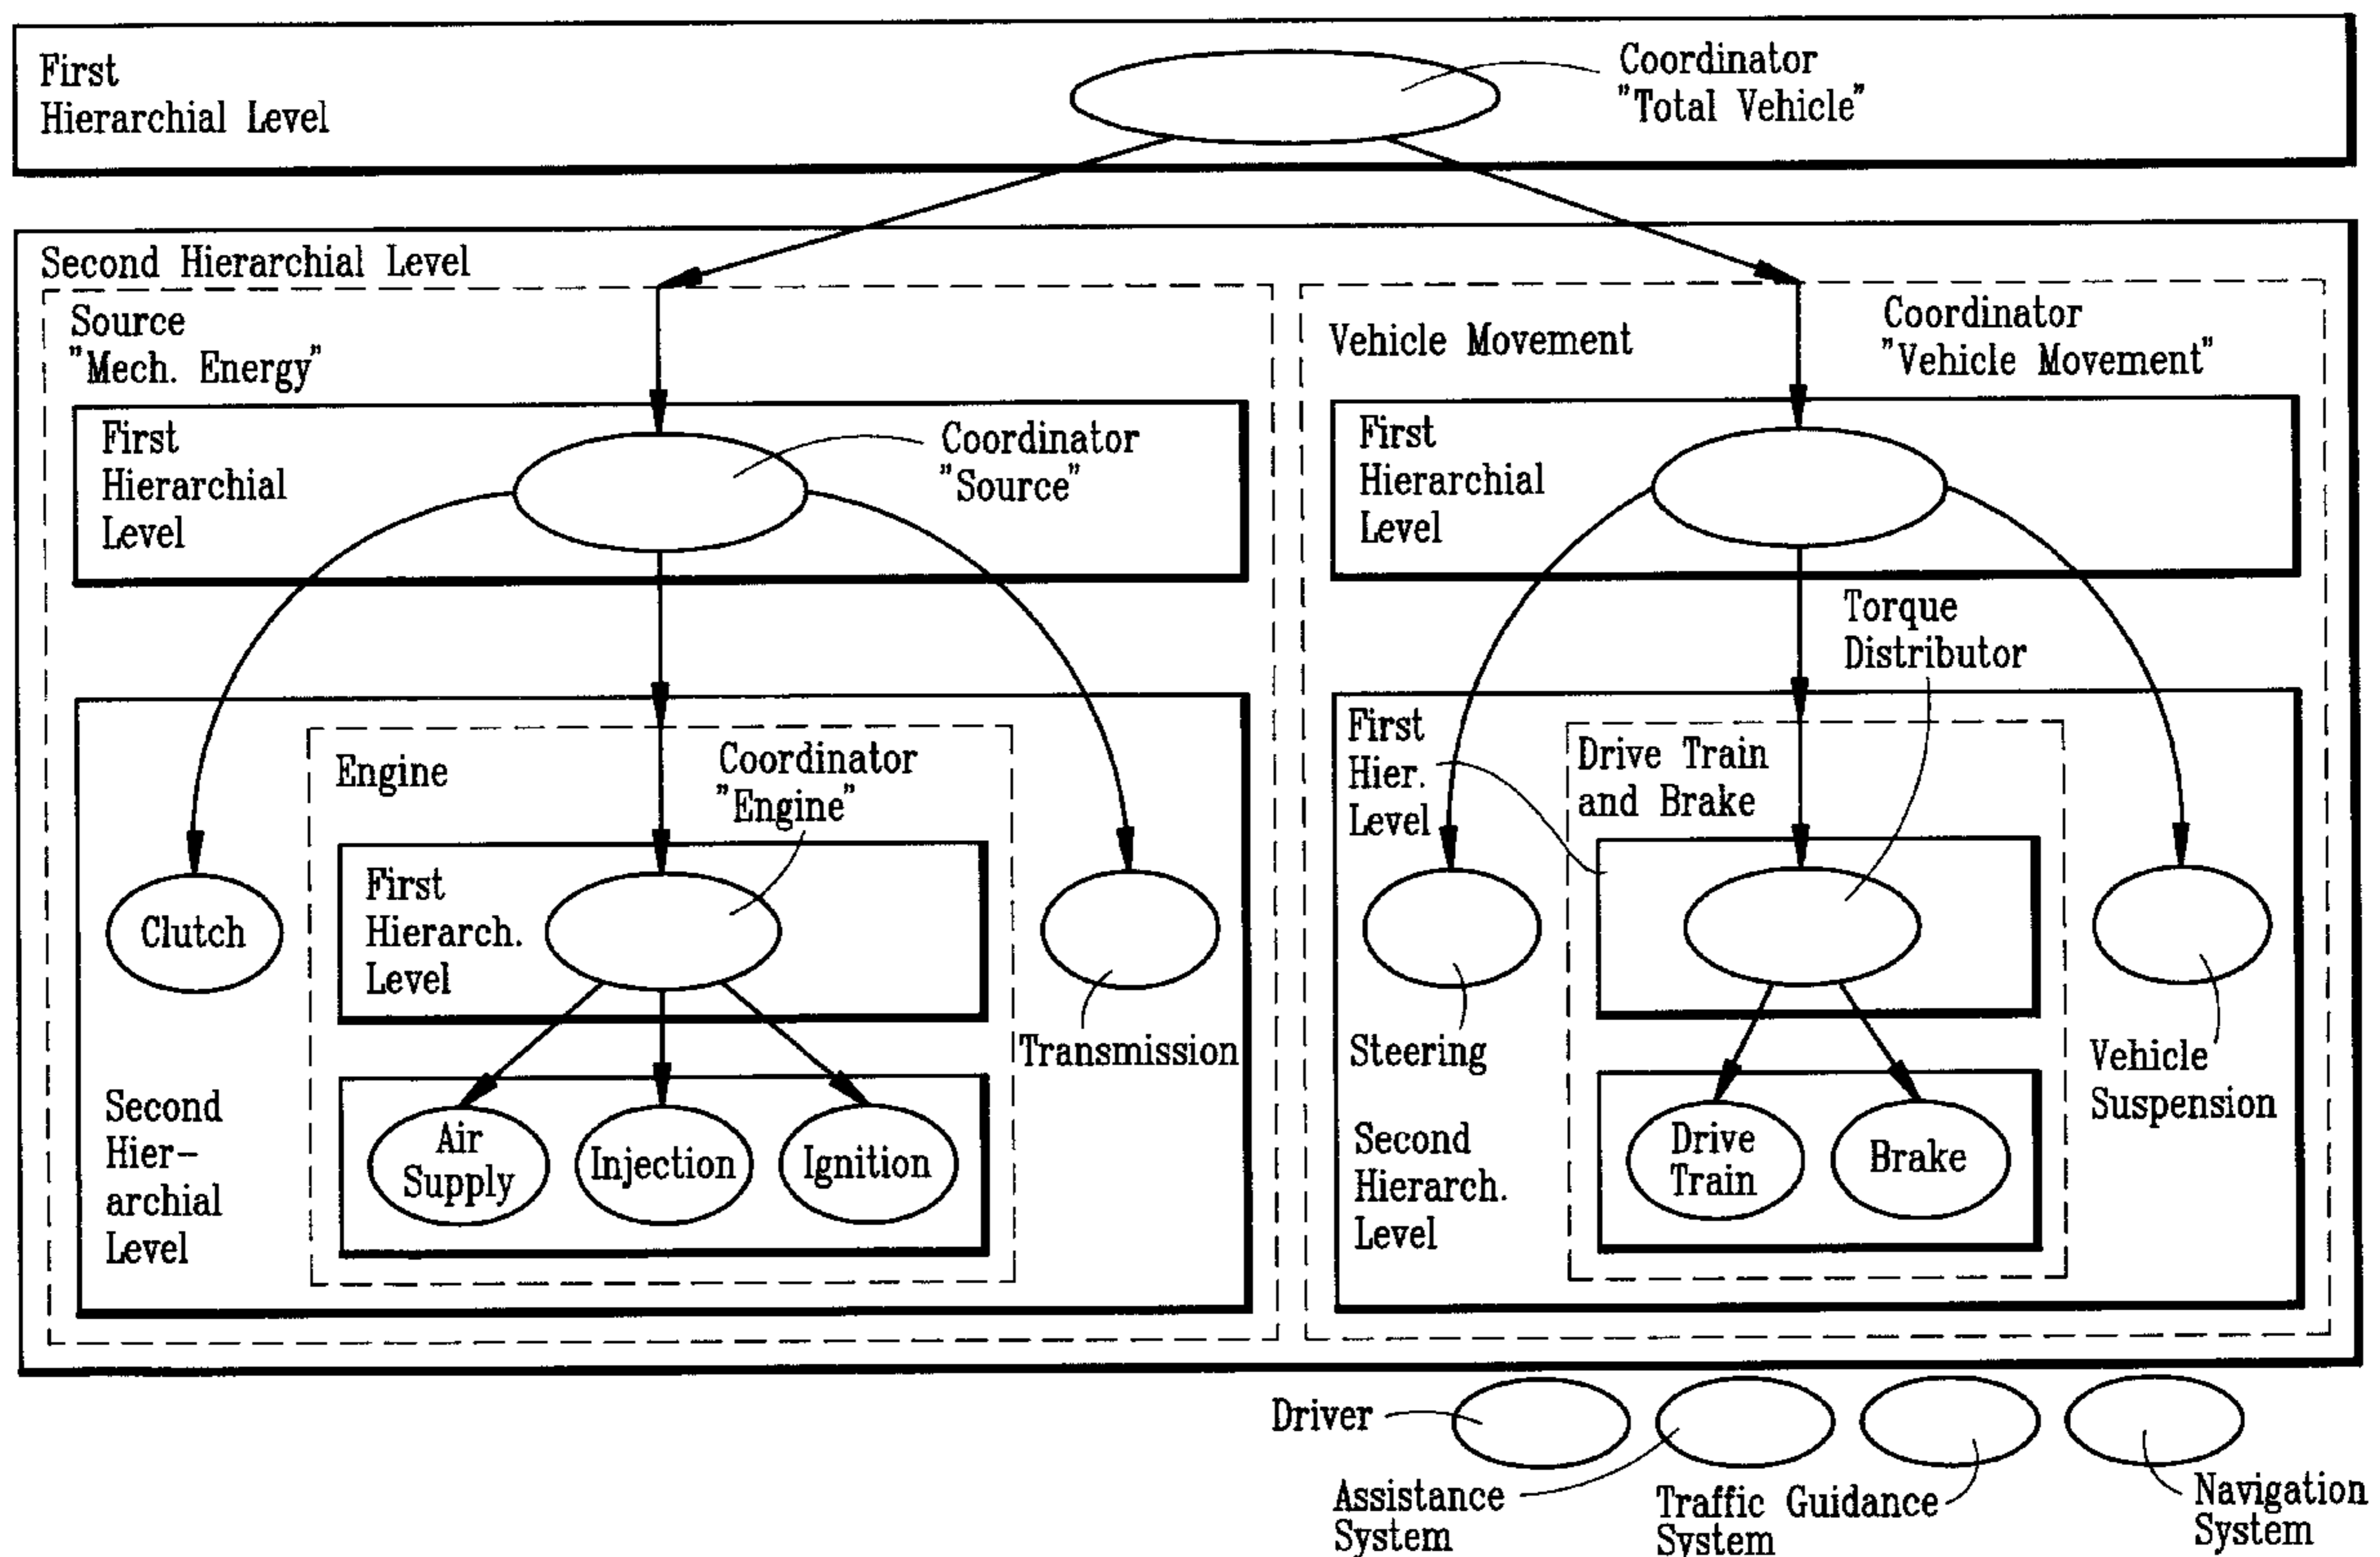 First
Hierarchial Level
Coordinator
"Total Vehicle"
Second Hierarchial Level
Source
"Mech. Energy"
First
Hierarchial
Level
Coordinator
"Source"
Vehicle Movement
Coordinator
"Vehicle Movement"
First
Hierarchial
Level
Engine
Coordinator
"Engine"
First
Hierarch.
Level
Clutch
Transmission
Second
Hier-
archial
Level
Air
Supply
Injection
Ignition
Torque
Distributor
First
Hier.
Level
Drive Train
and Brake
Steering
Vehicle
Suspension
Second
Hierarch.
Level
Drive
Train
Brake
Driver
Assistance
System
Traffic Guidance
System
Navigation
System